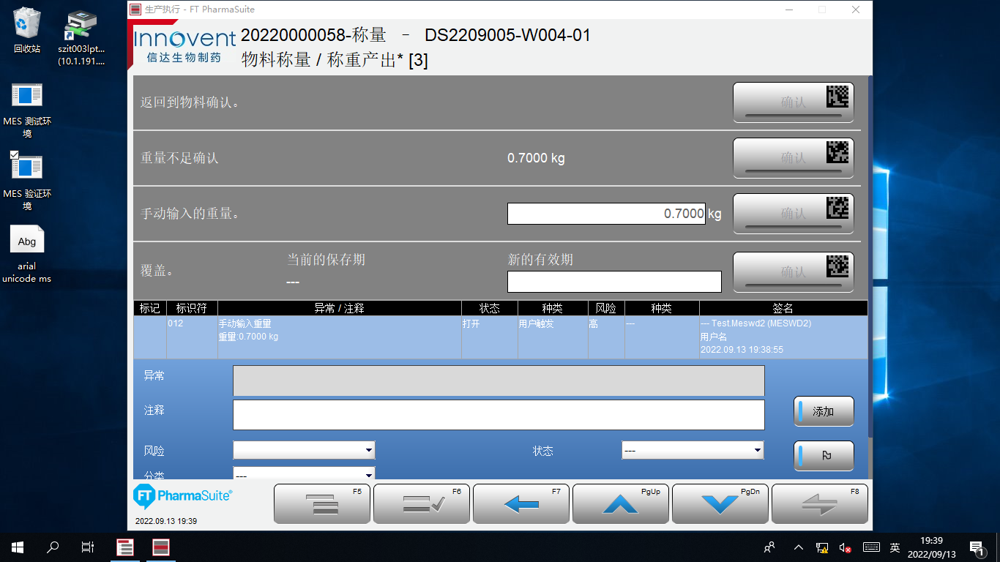 回收站
szit003lpt...
(10.1.191....
MES 测试环
境
MES 验证环
境
Abg
arial
unicode ms
生产执行 - FT PharmaSuite
Innovent
信达生物制药
20220000058-称量 – DS2209005-W004-01
物料称量 / 称重产出* [3]
返回到物料确认。
确认
重量不足确认
0.7000 kg
确认
手动输入的重量。
0.7000 kg
确认
覆盖。
当前的保存期
---
新的有效期
确认
标记 标识符 异常 / 注释 状态 种类 风险 种类 签名
012 手动输入重量 打开 用户触发 高 --- --- Test.Meswd2 (MESWD2)
重量:0.7000 kg 用户名
2022.09.13 19:38:55
异常
注释
添加
风险
状态 ---
分类 ---
FT PharmaSuite®
2022.09.13 19:39
F5
F6
F7
PgUp
PgDn
F8
英
19:39
2022/09/13
1